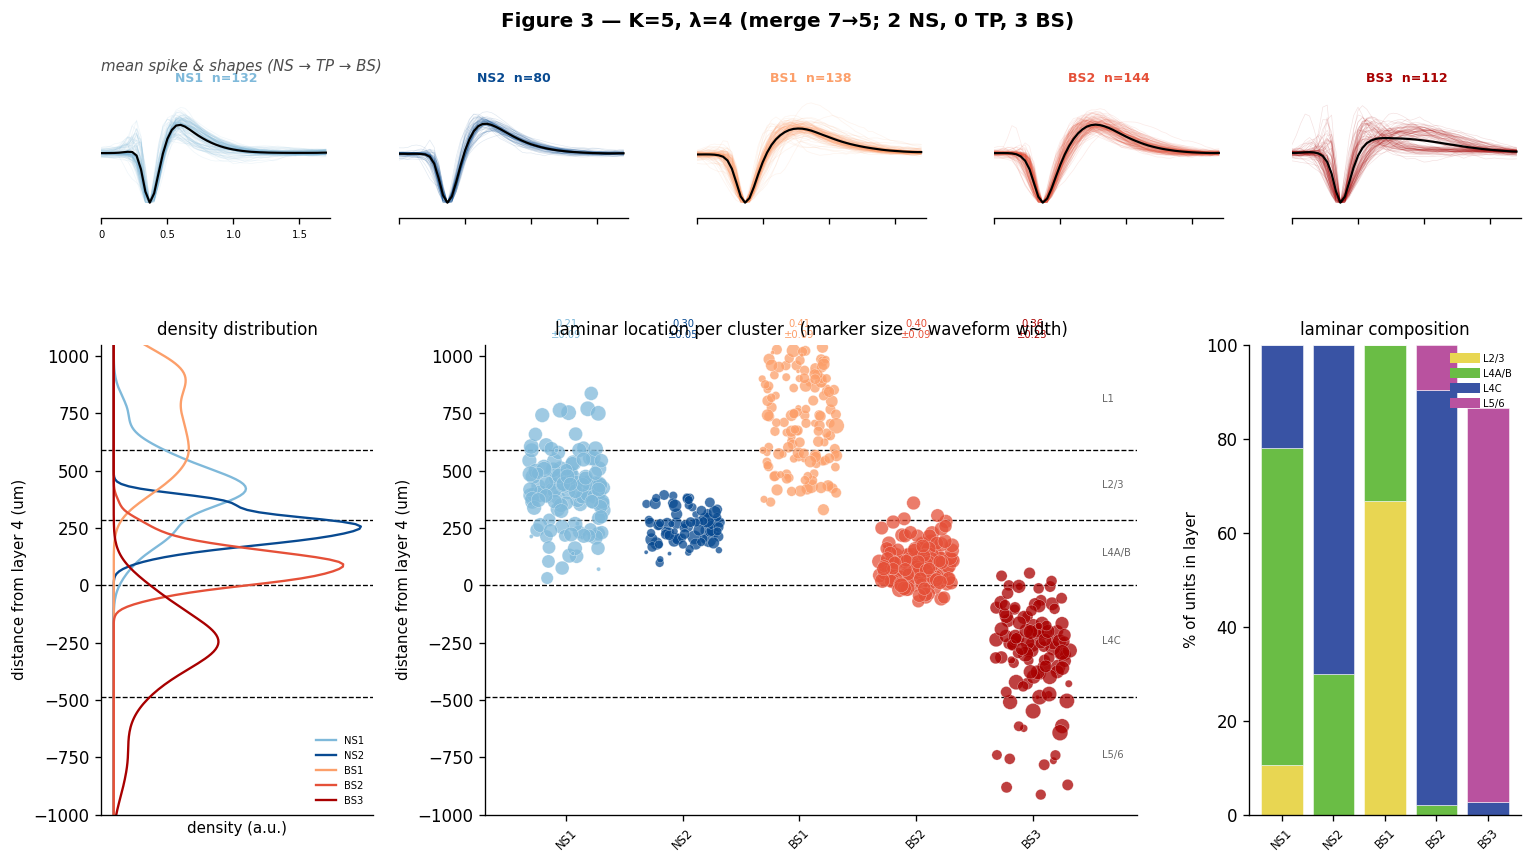 Figure 3 — K=5, λ=4 (merge 7→5; 2 NS, 0 TP, 3 BS)
mean spike & shapes (NS → TP → BS)
NS1 n=132
NS2 n=80
BS1 n=138
BS2 n=144
BS3 n=112
0 0.5 1.0 1.5
density distribution
distance from layer 4 (um)
1000
750
500
250
0
−250
−500
−750
−1000
density (a.u.)
NS1
NS2
BS1
BS2
BS3
laminar location per cluster (marker size ~ waveform width)
0.30
±0.05
0.40
±0.09
distance from layer 4 (um)
1000
750
500
250
0
−250
−500
−750
−1000
L1
L2/3
L4A/B
L4C
L5/6
NS1 NS2 BS1 BS2 BS3
laminar composition
% of units in layer
100
80
60
40
20
0
L2/3
L4A/B
L4C
L5/6
NS1 NS2 BS1 BS2 BS3